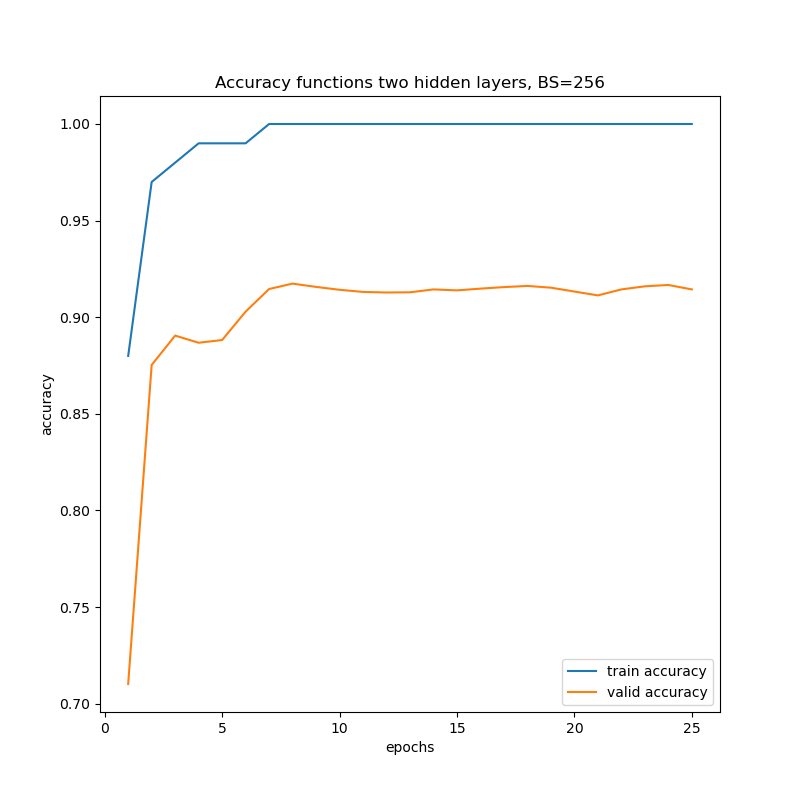 Accuracy functions two hidden layers, BS=256
1.00
0.95
0.90
0.85
0.80
0.75
0.70
accuracy
0 5 10 15 20 25
epochs
train accuracy
valid accuracy